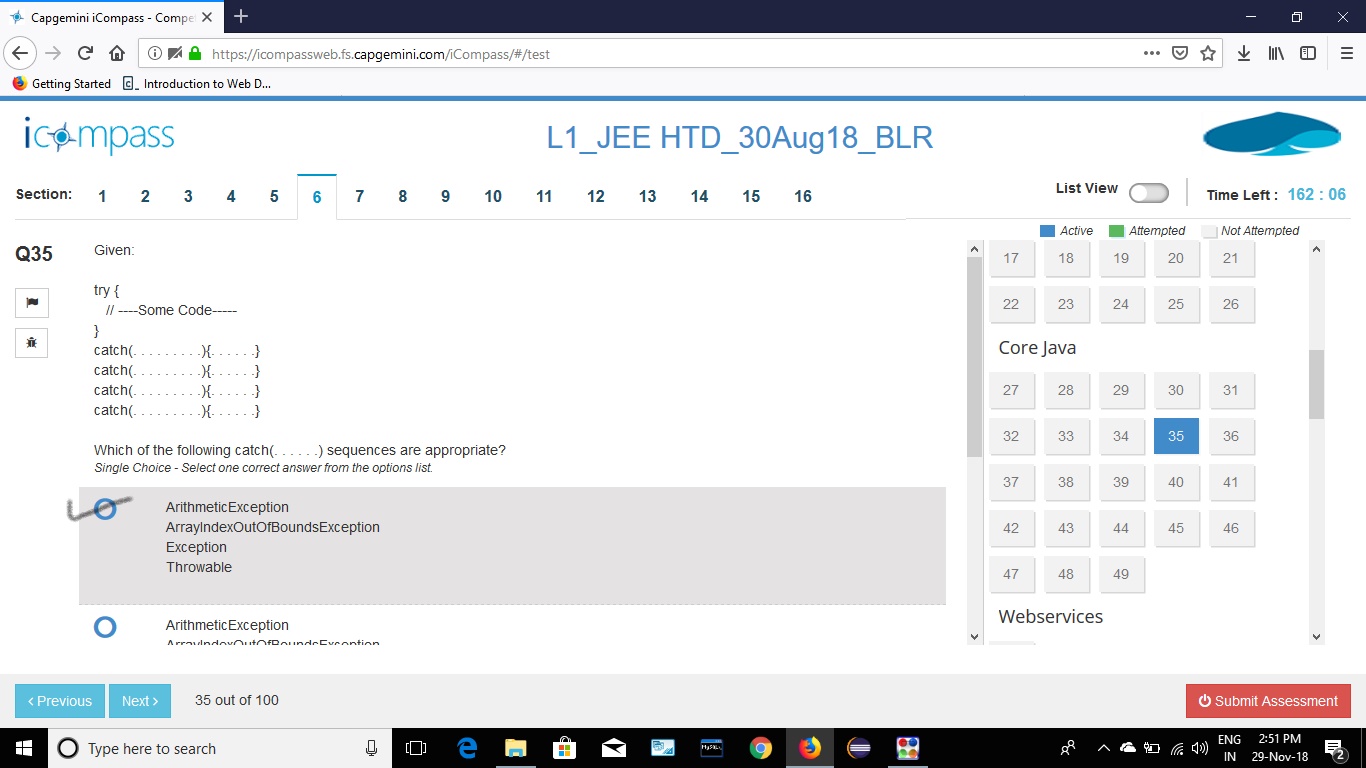 Capgemini iCompass - Compe
https://icompassweb.fs.capgemini.com/iCompass/#/test
Getting Started
Introduction to Web D...
icompass
L1_JEE HTD_30Aug18_BLR
Section: 1 2 3 4 5 6 7 8 9 10 11 12 13 14 15 16
List View
Time Left : 162 : 06
Active Attempted Not Attempted
Q35
Given:
try {
// ----Some Code-----
}
catch(. . . . . . . . .){. . . . . .}
catch(. . . . . . . . .){. . . . . .}
catch(. . . . . . . . .){. . . . . .}
catch(. . . . . . . . .){. . . . . .}
Which of the following catch(. . . . . .) sequences are appropriate?
Single Choice - Select one correct answer from the options list.
ArithmeticException
ArrayIndexOutOfBoundsException
Exception
Throwable
ArithmeticException
ArrayIndexOutOfBoundsException
17 18 19 20 21
22 23 24 25 26
Core Java
27 28 29 30 31
32 33 34 35 36
37 38 39 40 41
42 43 44 45 46
47 48 49
Webservices
< Previous
Next >
35 out of 100
Submit Assessment
Type here to search
MySQL
ENG
IN
2:51 PM
29-Nov-18
2